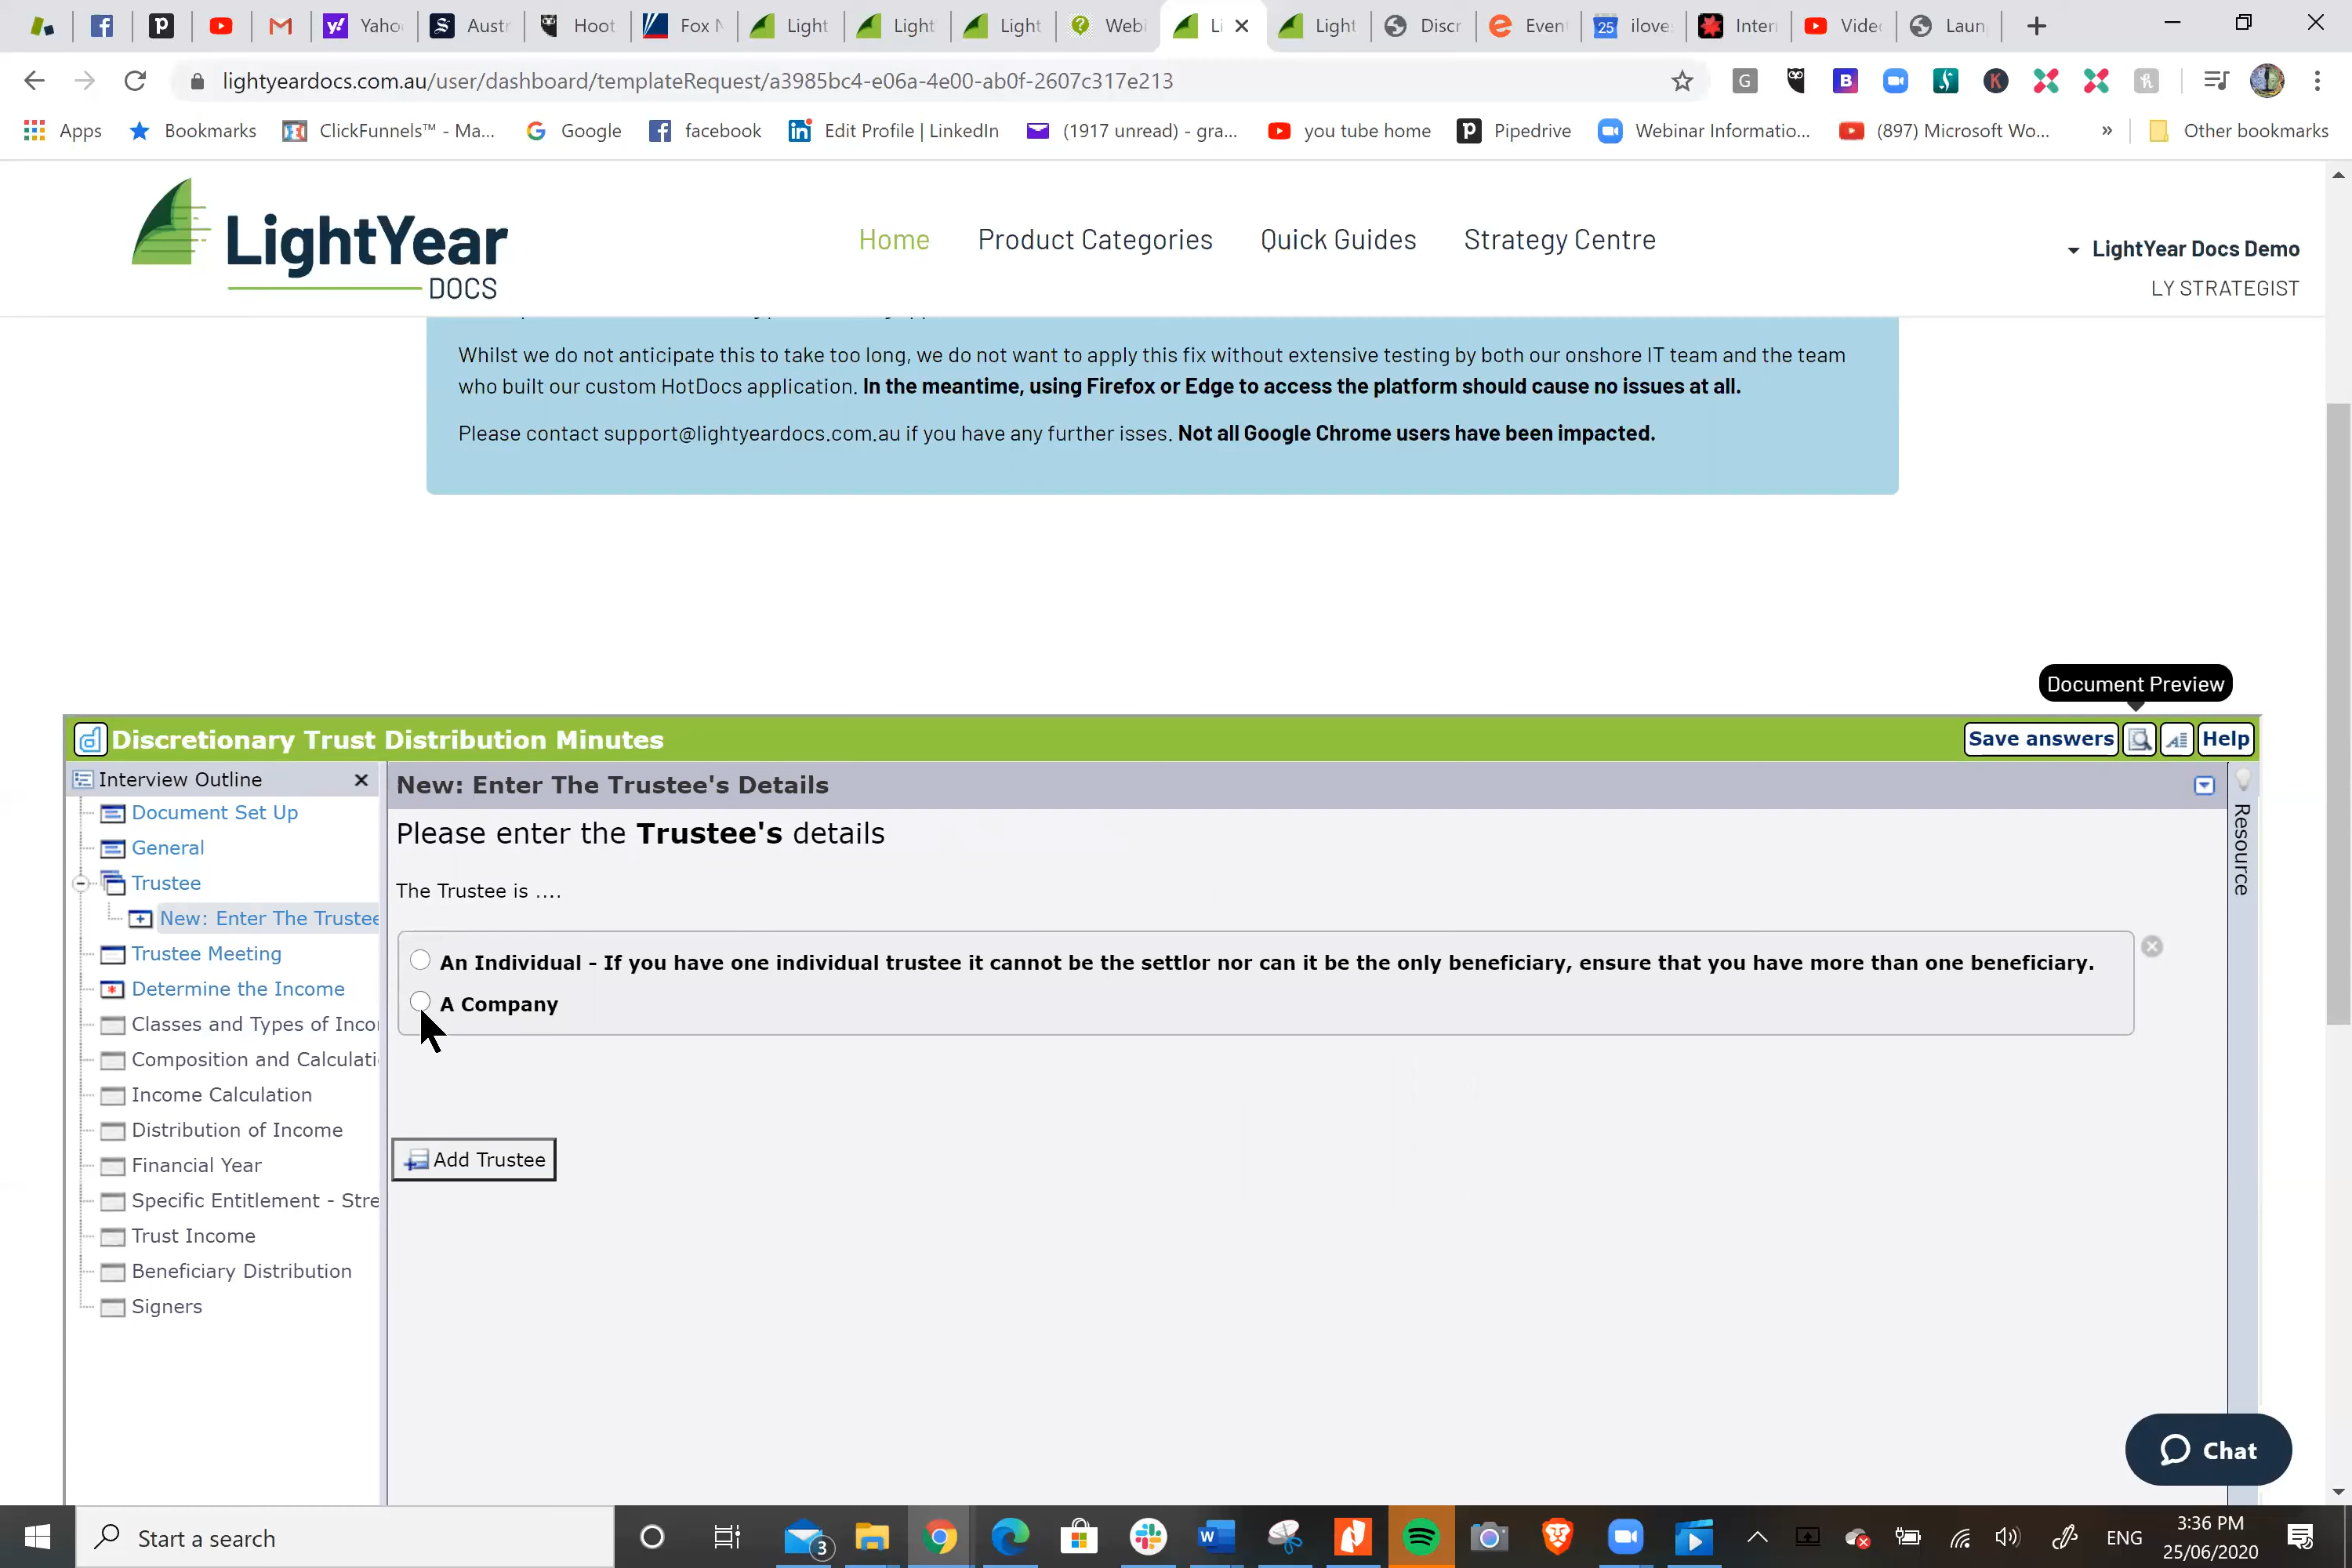 Yaho
Austr
Hoot
Fox N
Light
Light
Light
Webi
Li
Light
Discr
Even
25
ilove
Inter
Vide
Laun
lightyeardocs.com.au/user/dashboard/templateRequest/a3985bc4-e06a-4e00-ab0f-2607c317e213
Apps
Bookmarks
ClickFunnels™ - Ma...
Google
facebook
Edit Profile | LinkedIn
(1917 unread) - gra...
you tube home
Pipedrive
Webinar Informatio...
(897) Microsoft Wo...
»
Other bookmarks
LightYear
DOCS
Home
Product Categories
Quick Guides
Strategy Centre
LightYear Docs Demo
LY STRATEGIST
Whilst we do not anticipate this to take too long, we do not want to apply this fix without extensive testing by both our onshore IT team and the team
who built our custom HotDocs application. In the meantime, using Firefox or Edge to access the platform should cause no issues at all.
Please contact support@lightyeardocs.com.au if you have any further isses. Not all Google Chrome users have been impacted.
Document Preview
Discretionary Trust Distribution Minutes
Save answers
Help
Interview Outline
Document Set Up
General
Trustee
New: Enter The Trustee
Trustee Meeting
Determine the Income
Classes and Types of Inco
Composition and Calculati
Income Calculation
Distribution of Income
Financial Year
Specific Entitlement - Stre
Trust Income
Beneficiary Distribution
Signers
New: Enter The Trustee's Details
Please enter the Trustee's details
The Trustee is ....
An Individual - If you have one individual trustee it cannot be the settlor nor can it be the only beneficiary, ensure that you have more than one beneficiary.
A Company
Add Trustee
Resource
Chat
Start a search
3
ENG
3:36 PM
25/06/2020